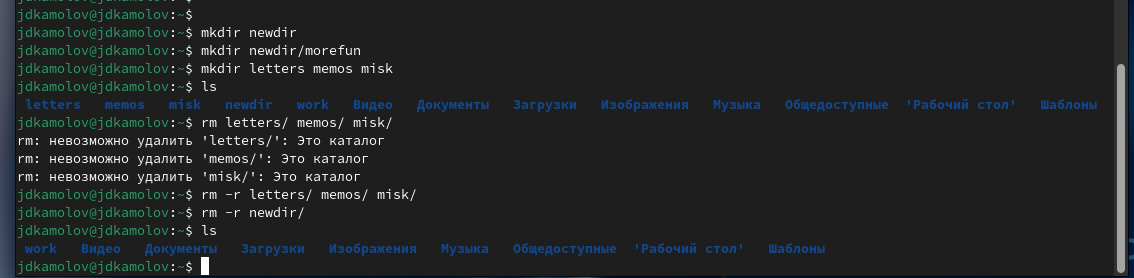 jdkamolov@jdkamolov:~$
jdkamolov@jdkamolov:~$
jdkamolov@jdkamolov:~$ mkdir newdir
jdkamolov@jdkamolov:~$ mkdir newdir/morefun
jdkamolov@jdkamolov:~$ mkdir letters memos misk
jdkamolov@jdkamolov:~$ ls
letters memos misk newdir work Видео Документы Загрузки Изображения Музыка Общедоступные 'Рабочий стол' Шаблоны
jdkamolov@jdkamolov:~$ rm letters/ memos/ misk/
rm: невозможно удалить 'letters/': Это каталог
rm: невозможно удалить 'memos/': Это каталог
rm: невозможно удалить 'misk/': Это каталог
jdkamolov@jdkamolov:~$ rm -r letters/ memos/ misk/
jdkamolov@jdkamolov:~$ rm -r newdir/
jdkamolov@jdkamolov:~$ ls
work Видео Документы Загрузки Изображения Музыка Общедоступные 'Рабочий стол' Шаблоны
jdkamolov@jdkamolov:~$